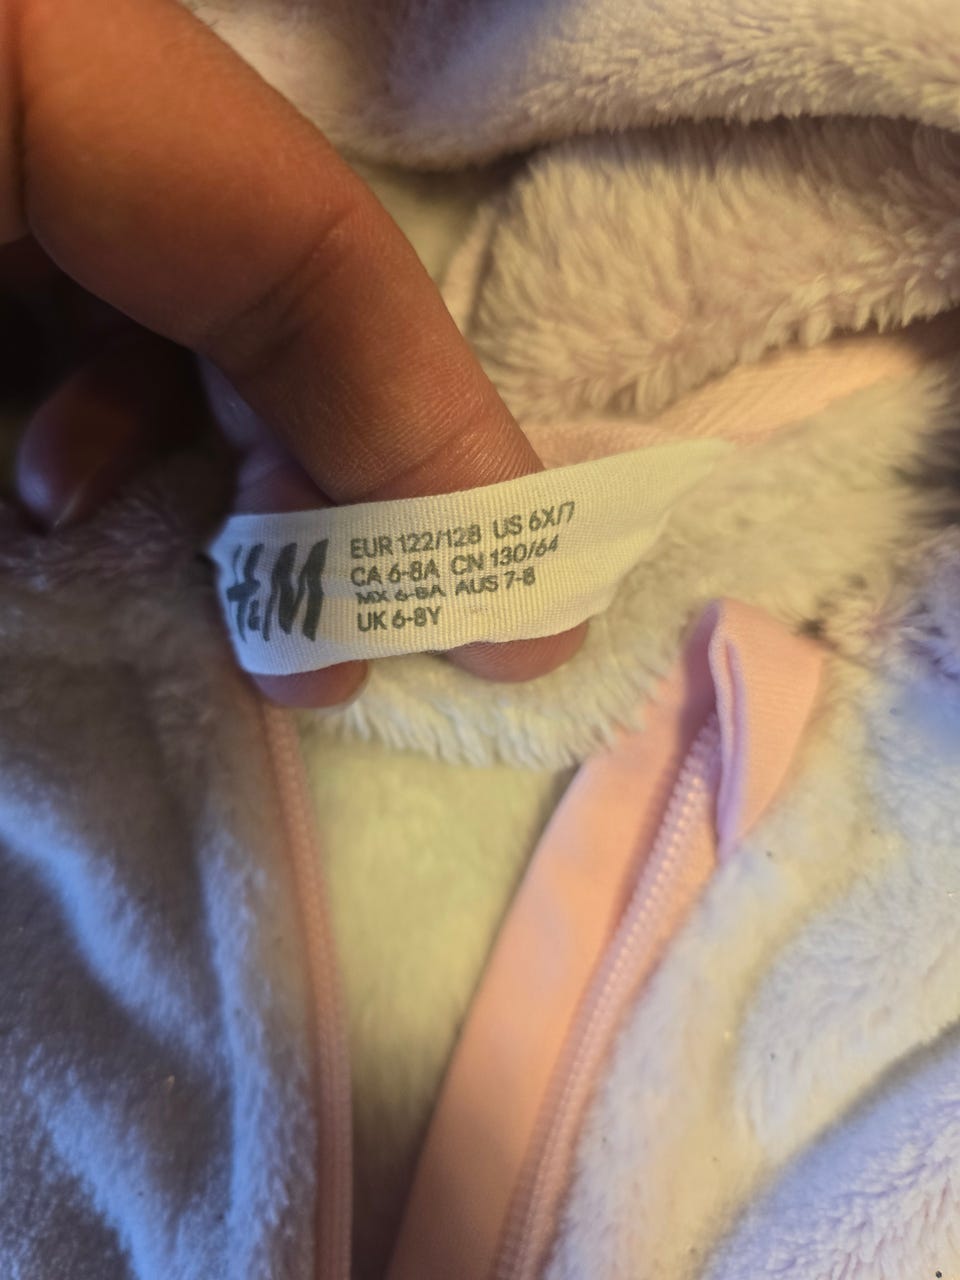 H&M
EUR 122/128 US 6X/7
CA 6-8A CN 130/64
MX 6-8A AUS 7-8
UK 6-8Y